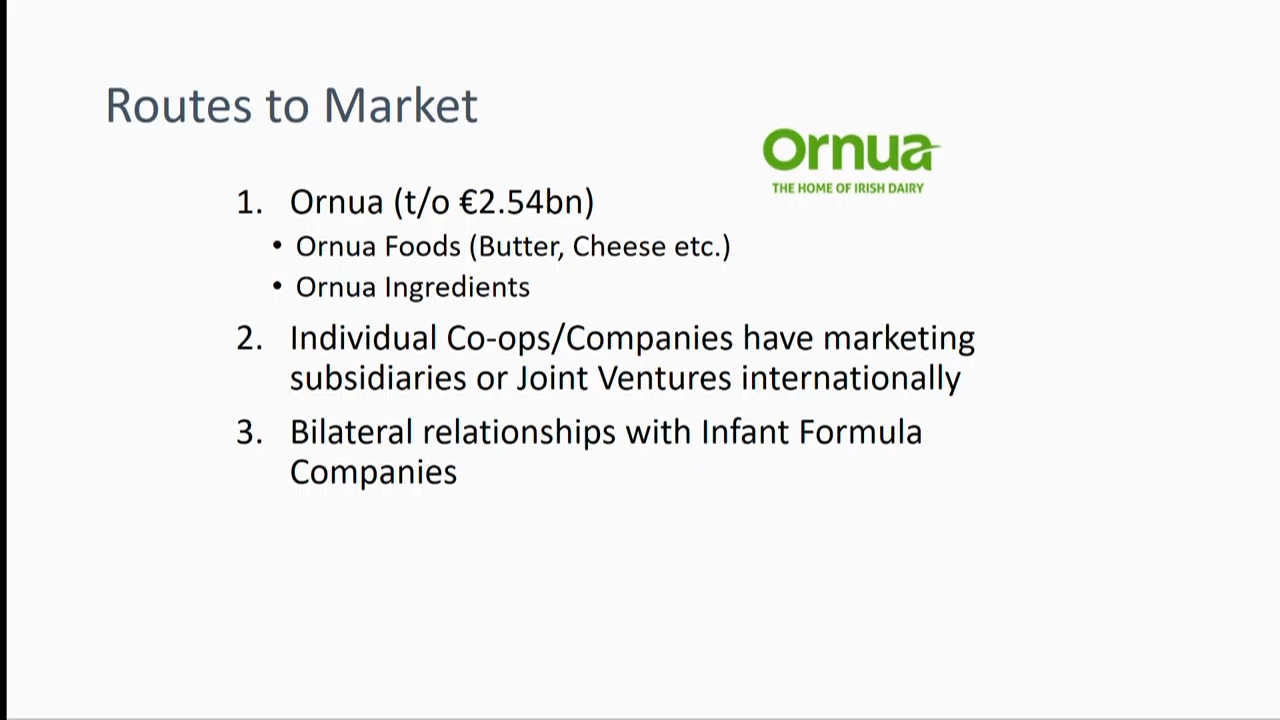 Routes to Market
Ornua
THE HOME OF IRISH DAIRY
1. Ornua (t/o €2.54bn)
• Ornua Foods (Butter, Cheese etc.)
• Ornua Ingredients
2. Individual Co-ops/Companies have marketing
subsidiaries or Joint Ventures internationally
3. Bilateral relationships with Infant Formula
Companies